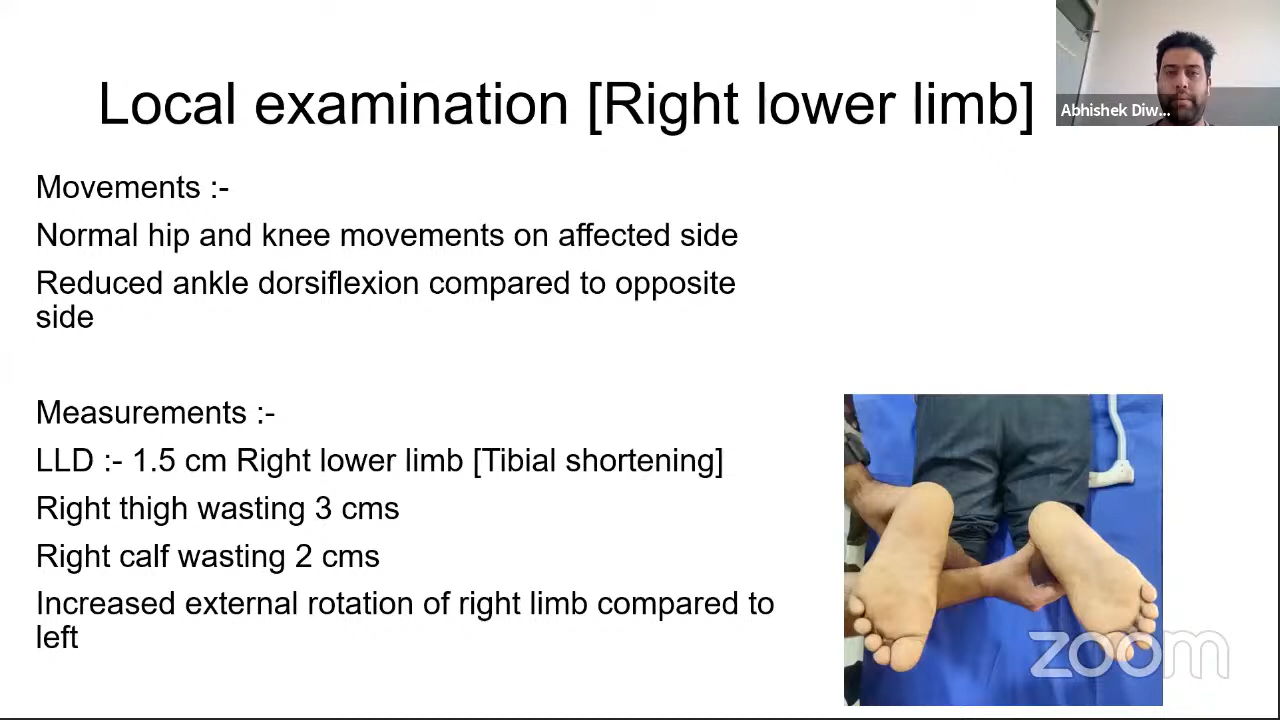 Local examination [Right lower limb]
Abhishek Diw...
Movements :-
Normal hip and knee movements on affected side
Reduced ankle dorsiflexion compared to opposite
side
Measurements :-
LLD :- 1.5 cm Right lower limb [Tibial shortening]
Right thigh wasting 3 cms
Right calf wasting 2 cms
Increased external rotation of right limb compared to
left
zoom